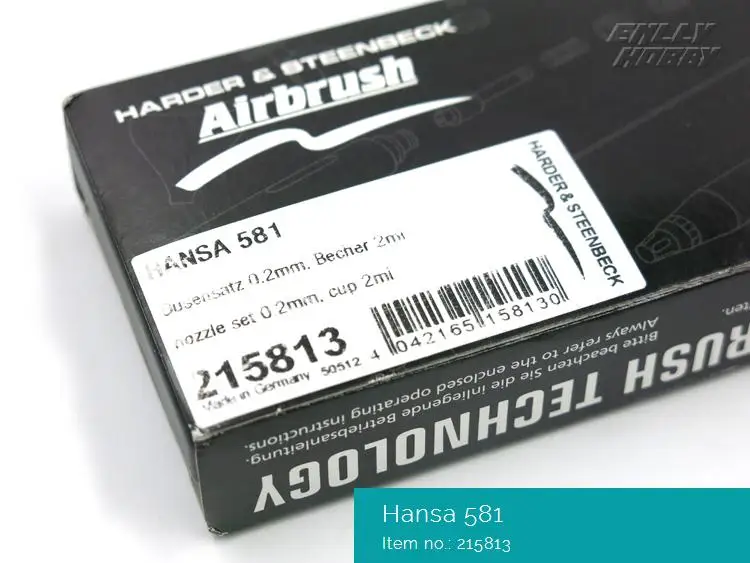 ENLLY
HOBBY
HARDER & STEENBECK
Airbrush
HARDER & STEENBECK
HANSA 581
Düsensatz 0,2mm, Becher 2ml
nozzle set 0,2mm, cup 2ml
215813
Made in Germany 50512
4 042165 158130
Bitte beachten Sie die inliegende Betriebsanleitung.
Always refer to the enclosed operating instructions.
RUSH TECHNOLOGY
Hansa 581
Item no.: 215813